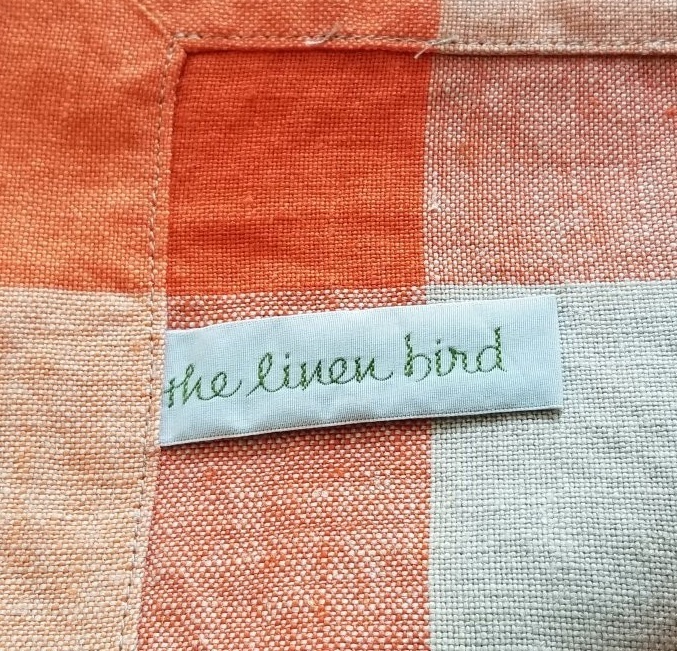 the linen bird